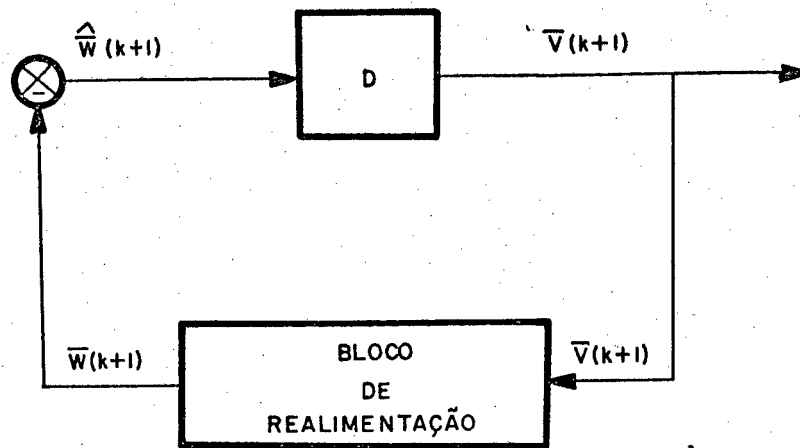 Ŵ̅(k+1)
V̅(k+1)
D
W̅(k+1)
BLOCO
DE
REALIMENTAÇÃO
V̅(k+1)